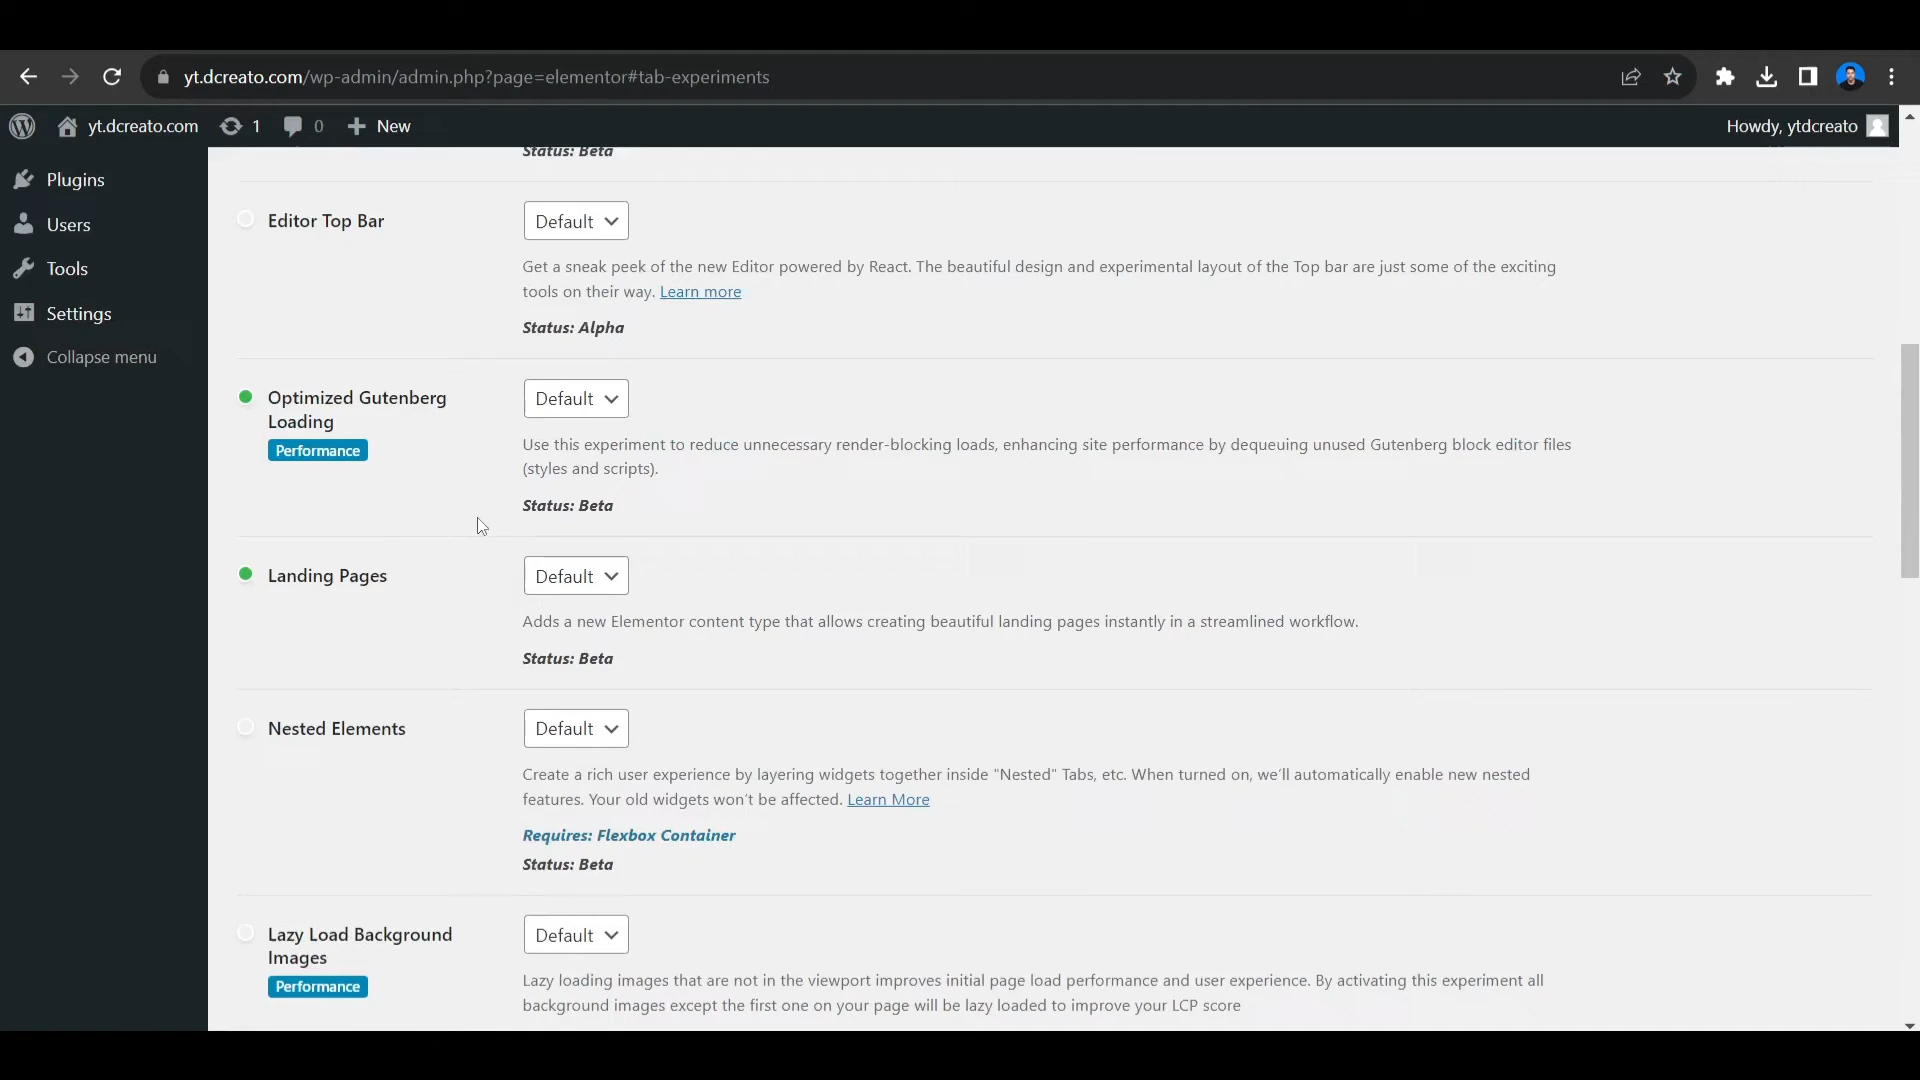 yt.dcreato.com/wp-admin/admin.php?page=elementor#tab-experiments
yt.dcreato.com 1 0 New Howdy, ytdcreato
Plugins
Users
Tools
Settings
Collapse menu
Status: Beta
Editor Top Bar Default
Get a sneak peek of the new Editor powered by React. The beautiful design and experimental layout of the Top bar are just some of the exciting
tools on their way. Learn more
Status: Alpha
Optimized Gutenberg
Loading
Performance
Default
Use this experiment to reduce unnecessary render-blocking loads, enhancing site performance by dequeuing unused Gutenberg block editor files
(styles and scripts).
Status: Beta
Landing Pages Default
Adds a new Elementor content type that allows creating beautiful landing pages instantly in a streamlined workflow.
Status: Beta
Nested Elements Default
Create a rich user experience by layering widgets together inside "Nested" Tabs, etc. When turned on, we’ll automatically enable new nested
features. Your old widgets won’t be affected. Learn More
Requires: Flexbox Container
Status: Beta
Lazy Load Background
Images
Performance
Default
Lazy loading images that are not in the viewport improves initial page load performance and user experience. By activating this experiment all
background images except the first one on your page will be lazy loaded to improve your LCP score